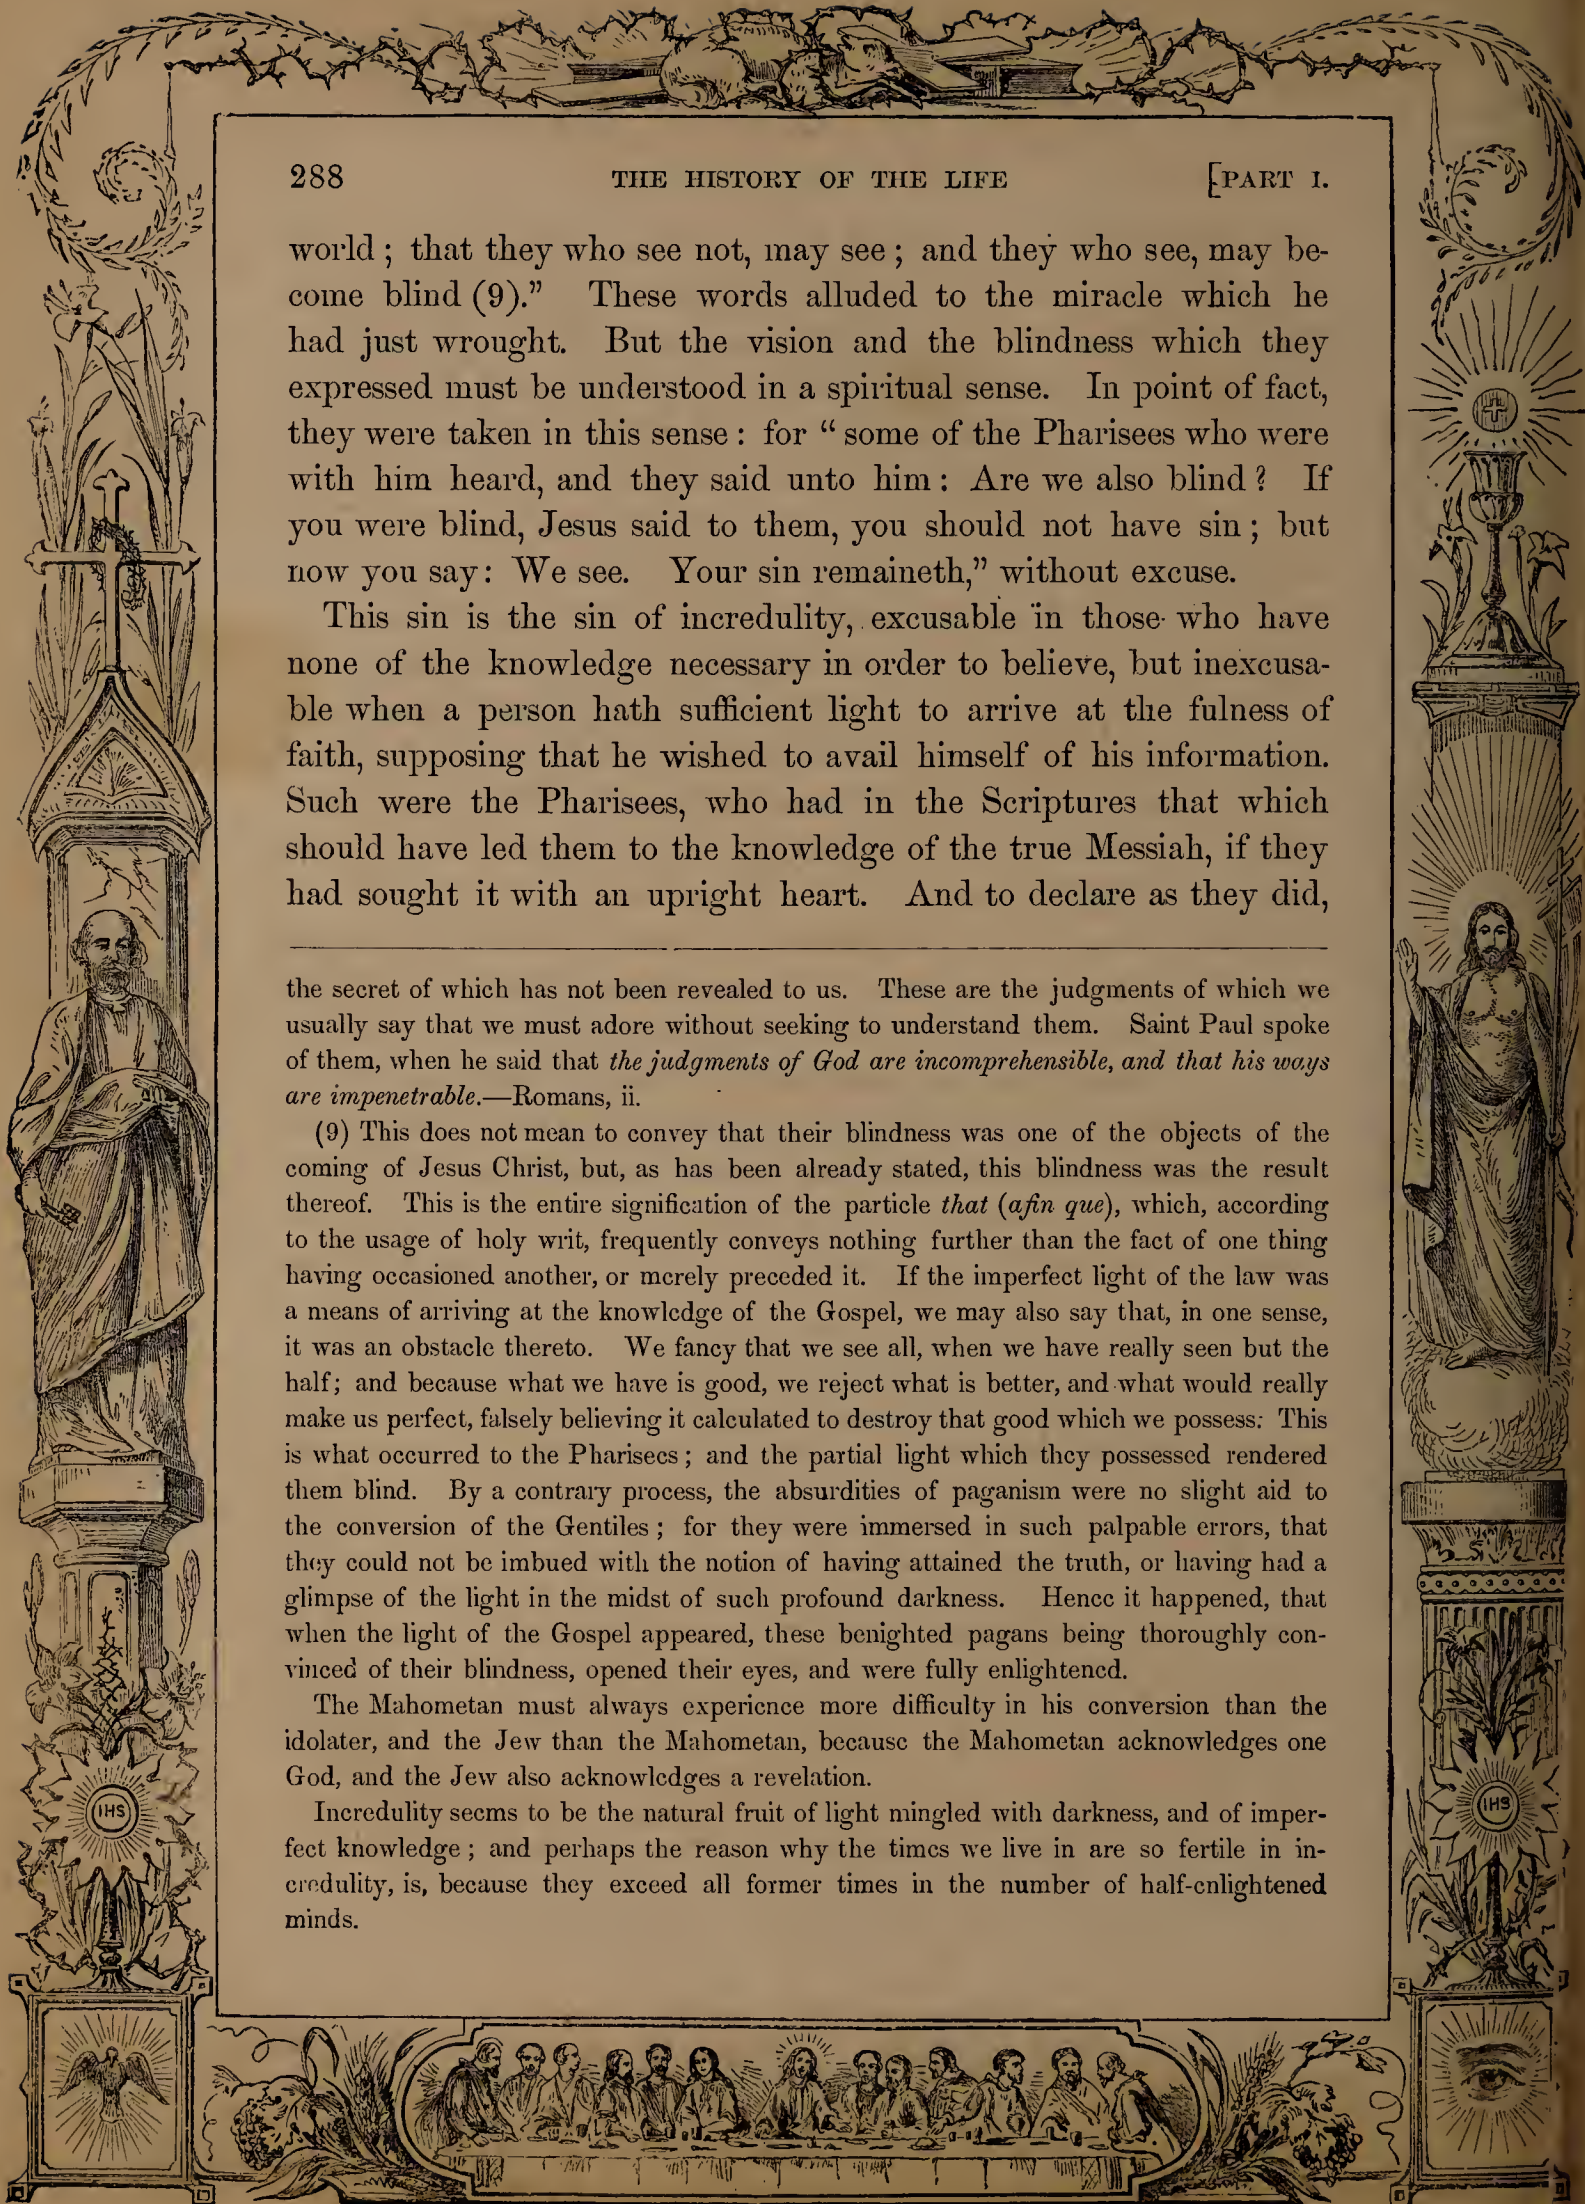 288 THE HISTORY OF THE LIFE [PART I.
world ; that they who see not, may see ; and they who see, may be-
come blind (9).” These words alluded to the miracle which he
had just wrought. But the vision and the blindness which they
expressed must be understood in a spiritual sense. In point of fact,
they were taken in this sense : for “ some of the Pharisees who were
with him heard, and they said unto him : Are we also blind ? If
you were blind, Jesus said to them, you should not have sin ; but
now you say : We see. Your sin remaineth,” without excuse.
This sin is the sin of incredulity, excusable in those who have
none of the knowledge necessary in order to believe, but inexcusa-
ble when a person hath sufficient light to arrive at the fulness of
faith, supposing that he wished to avail himself of his information.
Such were the Pharisees, who had in the Scriptures that which
should have led them to the knowledge of the true Messiah, if they
had sought it with an upright heart. And to declare as they did,
the secret of which has not been revealed to us. These are the judgments of which we
usually say that we must adore without seeking to understand them. Saint Paul spoke
of them, when he said that the judgments of God are incomprehensible, and that his ways
are impenetrable.—Romans, ii.
(9) This does not mean to convey that their blindness was one of the objects of the
coming of Jesus Christ, but, as has been already stated, this blindness was the result
thereof. This is the entire signification of the particle that (afin que), which, according
to the usage of holy writ, frequently conveys nothing further than the fact of one thing
having occasioned another, or merely preceded it. If the imperfect light of the law was
a means of arriving at the knowledge of the Gospel, we may also say that, in one sense,
it was an obstacle thereto. We fancy that we see all, when we have really seen but the
half; and because what we have is good, we reject what is better, and what would really
make us perfect, falsely believing it calculated to destroy that good which we possess. This
is what occurred to the Pharisees ; and the partial light which they possessed rendered
them blind. By a contrary process, the absurdities of paganism were no slight aid to
the conversion of the Gentiles ; for they were immersed in such palpable errors, that
they could not be imbued with the notion of having attained the truth, or having had a
glimpse of the light in the midst of such profound darkness. Hence it happened, that
when the light of the Gospel appeared, these benighted pagans being thoroughly con-
vinced of their blindness, opened their eyes, and were fully enlightened.
The Mahometan must always experience more difficulty in his conversion than the
idolater, and the Jew than the Mahometan, because the Mahometan acknowledges one
God, and the Jew also acknowledges a revelation.
Incredulity seems to be the natural fruit of light mingled with darkness, and of imper-
fect knowledge ; and perhaps the reason why the times we live in are so fertile in in-
credulity, is, because they exceed all former times in the number of half-enlightened
minds.
IHS
IHS